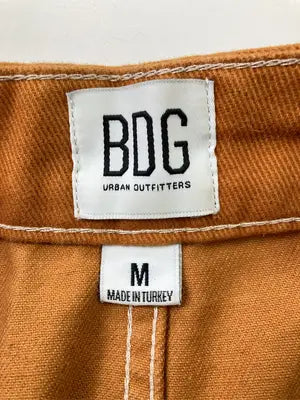 BDG
URBAN OUTFITTERS
M
MADE IN TURKEY